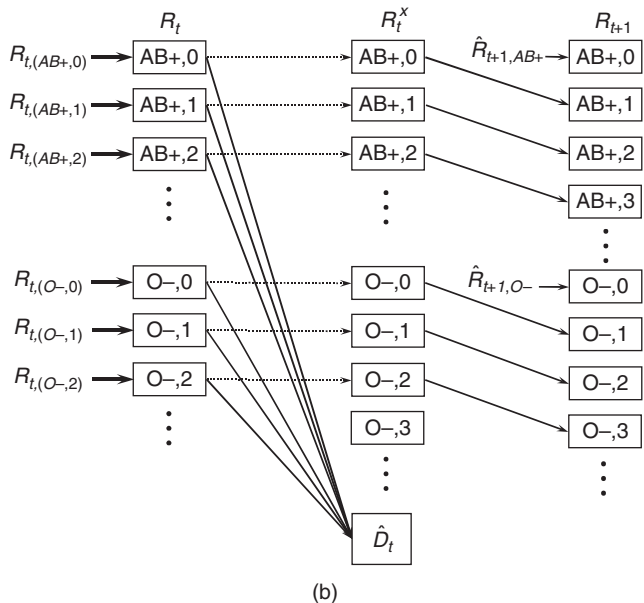 R_t R_t^x R_{t+1}
R_{t,(AB+,0)} AB+,0 AB+,0 R̂_{t+1,AB+} AB+,0
R_{t,(AB+,1)} AB+,1 AB+,1 AB+,1
R_{t,(AB+,2)} AB+,2 AB+,2 AB+,2
AB+,3
R_{t,(O–,0)} O–,0 O–,0 R̂_{t+1,O–} O–,0
R_{t,(O–,1)} O–,1 O–,1 O–,1
R_{t,(O–,2)} O–,2 O–,2 O–,2
O–,3 O–,3
D̂_t
(b)